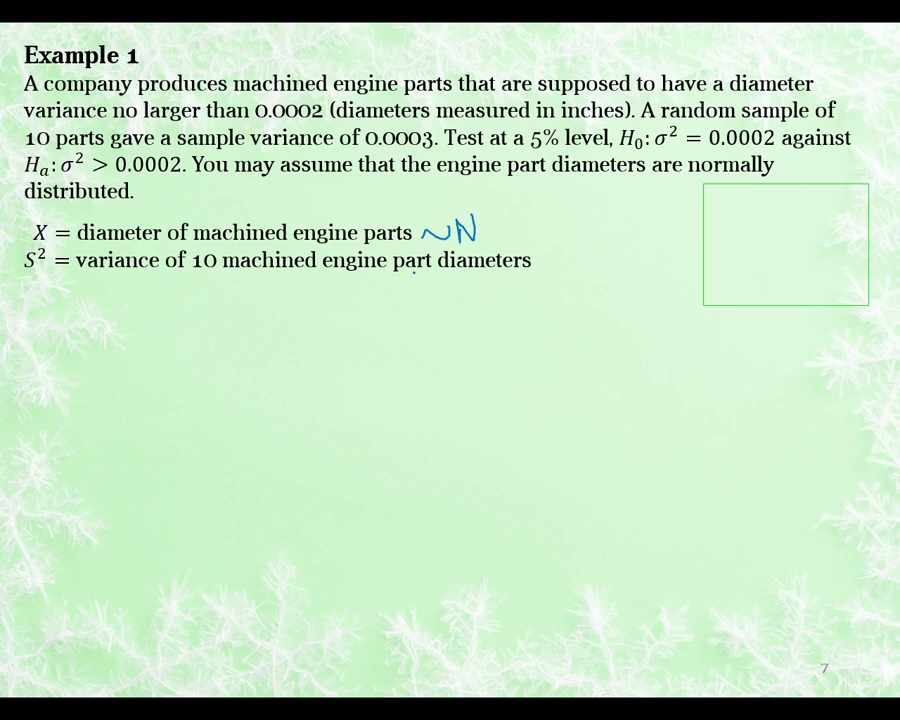 Example 1
A company produces machined engine parts that are supposed to have a diameter
variance no larger than 0.0002 (diameters measured in inches). A random sample of
10 parts gave a sample variance of 0.0003. Test at a 5% level, H₀: σ² = 0.0002 against
Hₐ: σ² > 0.0002. You may assume that the engine part diameters are normally
distributed.
X = diameter of machined engine parts ~N
S² = variance of 10 machined engine part diameters
7